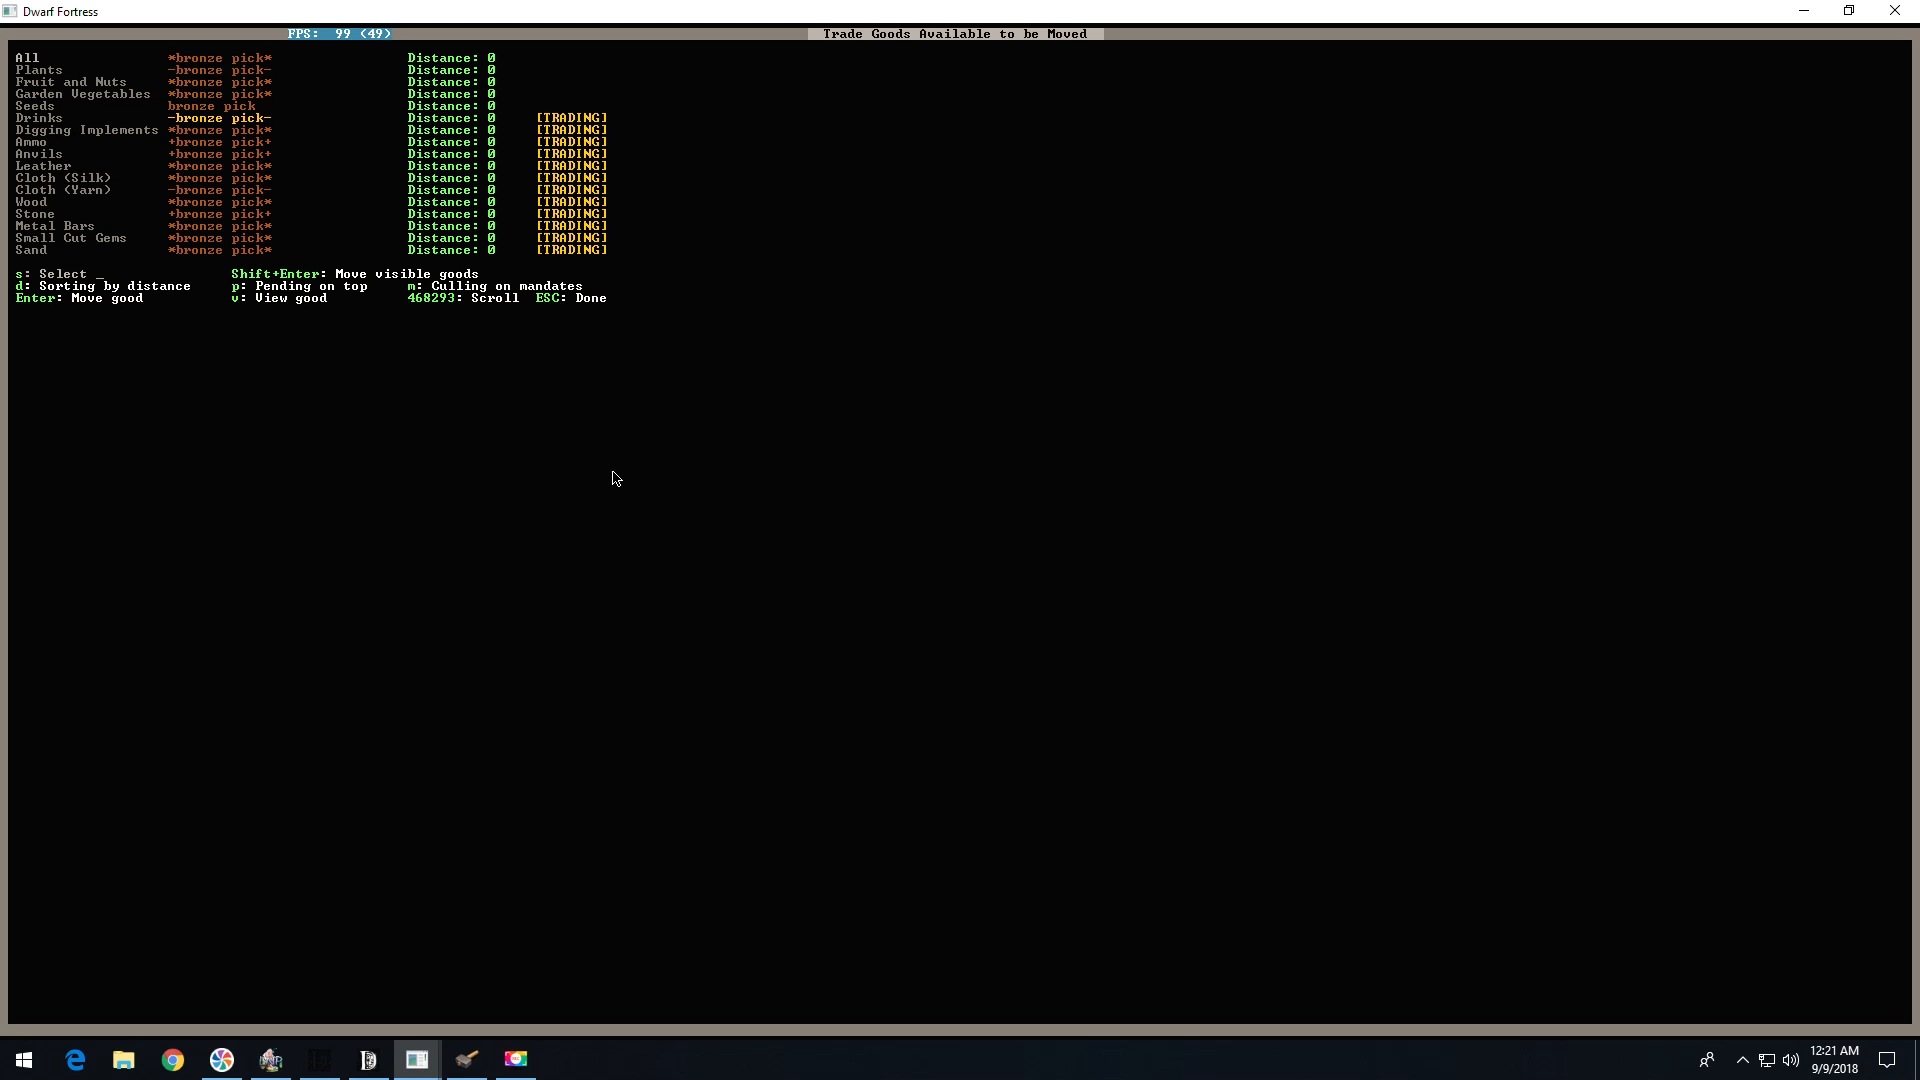 Dwarf Fortress
FPS: 99 (49) Trade Goods Available to be Moved
All *bronze pick* Distance: 0
Plants -bronze pick- Distance: 0
Fruit and Nuts *bronze pick* Distance: 0
Garden Vegetables *bronze pick* Distance: 0
Seeds bronze pick Distance: 0
Drinks -bronze pick- Distance: 0 [TRADING]
Digging Implements *bronze pick* Distance: 0 [TRADING]
Ammo +bronze pick+ Distance: 0 [TRADING]
Anvils +bronze pick+ Distance: 0 [TRADING]
Leather *bronze pick* Distance: 0 [TRADING]
Cloth (Silk) *bronze pick* Distance: 0 [TRADING]
Cloth (Yarn) -bronze pick- Distance: 0 [TRADING]
Wood *bronze pick* Distance: 0 [TRADING]
Stone +bronze pick+ Distance: 0 [TRADING]
Metal Bars *bronze pick* Distance: 0 [TRADING]
Small Cut Gems *bronze pick* Distance: 0 [TRADING]
Sand *bronze pick* Distance: 0 [TRADING]
s: Select _ Shift+Enter: Move visible goods
d: Sorting by distance p: Pending on top m: Culling on mandates
Enter: Move good v: View good 468293: Scroll ESC: Done
12:21 AM
9/9/2018